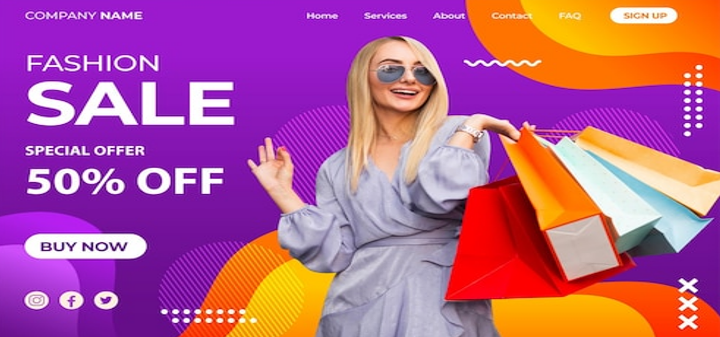 COMPANY NAME
Home Services About Contact FAQ SIGN UP
FASHION
SALE
SPECIAL OFFER
50% OFF
BUY NOW